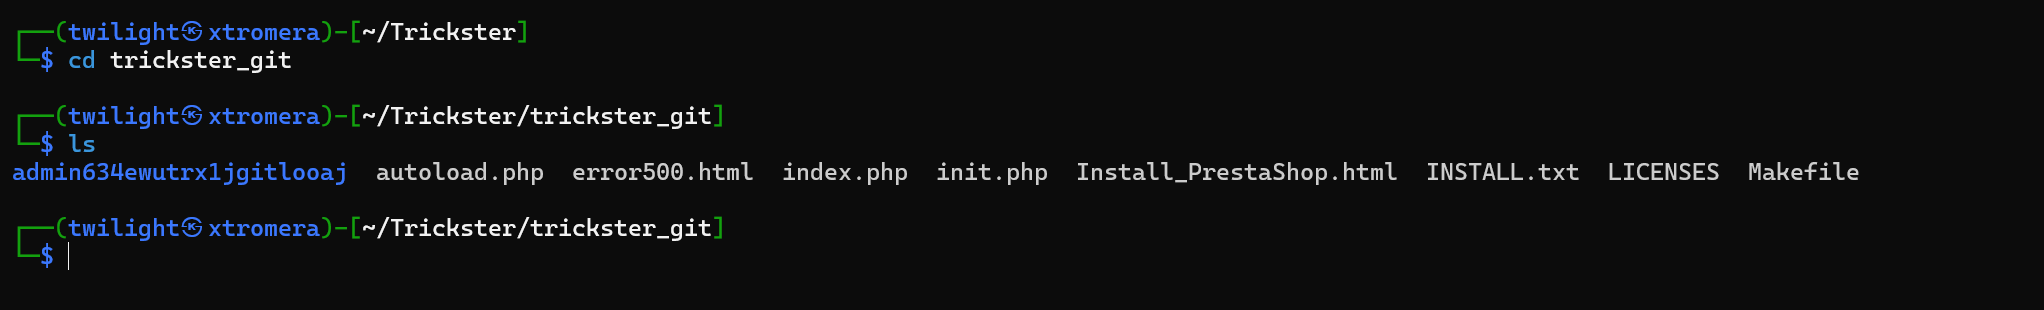 ┌──(twilight㉿xtromera)-[~/Trickster]
└─$ cd trickster_git
┌──(twilight㉿xtromera)-[~/Trickster/trickster_git]
└─$ ls
admin634ewutrx1jgitlooaj  autoload.php  error500.html  index.php  init.php  Install_PrestaShop.html  INSTALL.txt  LICENSES  Makefile
┌──(twilight㉿xtromera)-[~/Trickster/trickster_git]
└─$